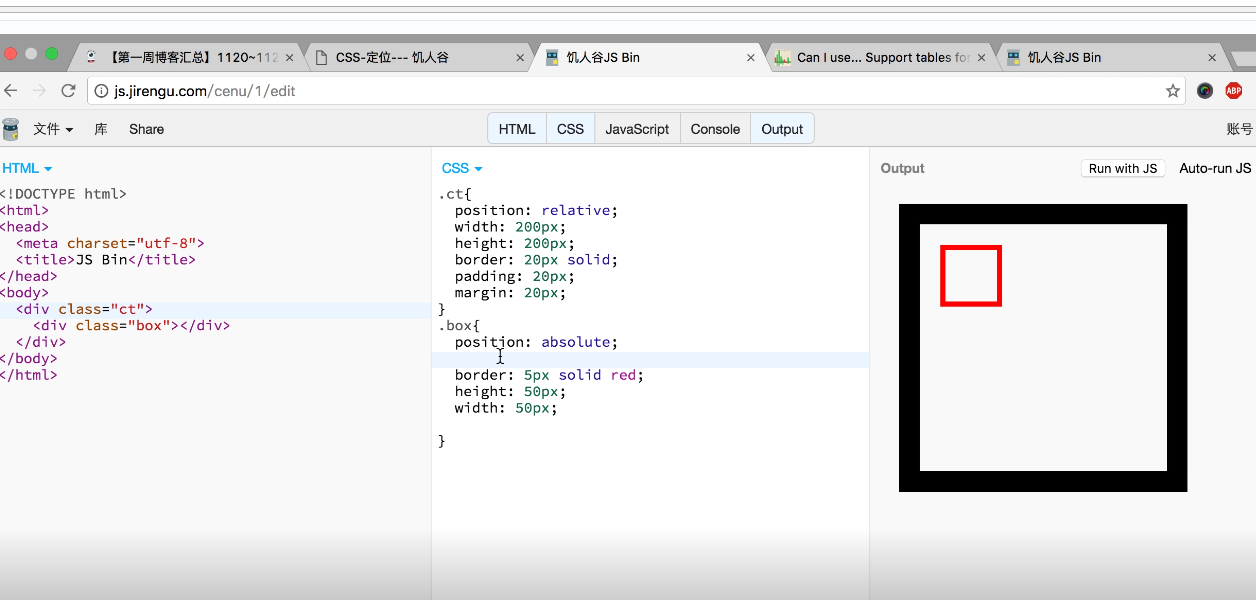 【第一周博客汇总】1120~112
CSS-定位--- 饥人谷
饥人谷JS Bin
Can I use... Support tables for
饥人谷JS Bin
js.jirengu.com/cenu/1/edit
ABP
文件 库 Share
HTML CSS JavaScript Console Output
账号
HTML
<!DOCTYPE html>
<html>
<head>
<meta charset="utf-8">
<title>JS Bin</title>
</head>
<body>
<div class="ct">
<div class="box"></div>
</div>
</body>
</html>
CSS
.ct{
position: relative;
width: 200px;
height: 200px;
border: 20px solid;
padding: 20px;
margin: 20px;
}
.box{
position: absolute;
border: 5px solid red;
height: 50px;
width: 50px;
}
Output
Run with JS
Auto-run JS